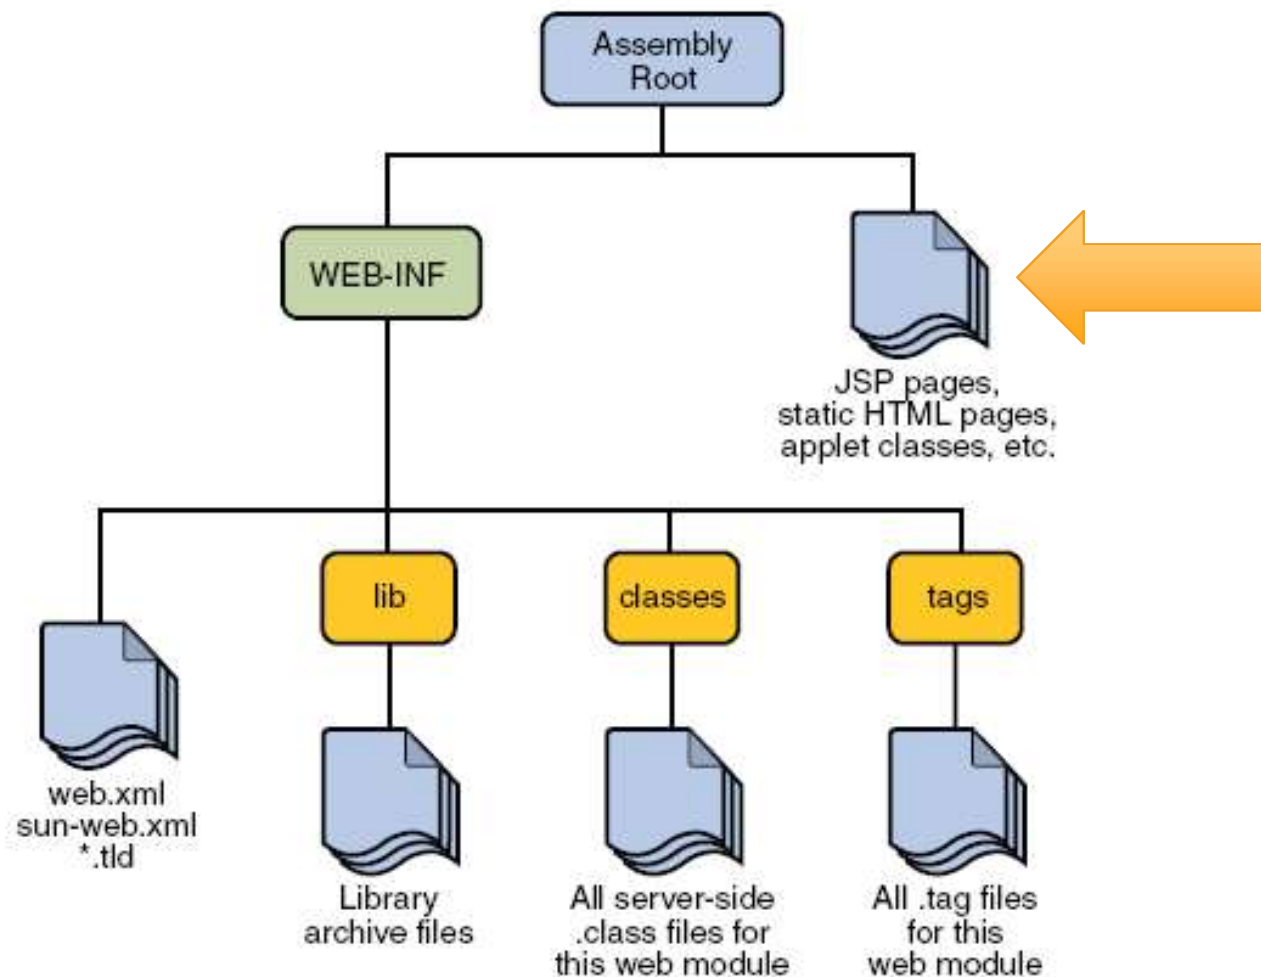 Assembly
Root
WEB-INF
JSP pages,
static HTML pages,
applet classes, etc.
lib
classes
tags
web.xml
sun-web.xml
*.tld
Library
archive files
All server-side
.class files for
this web module
All .tag files
for this
web module